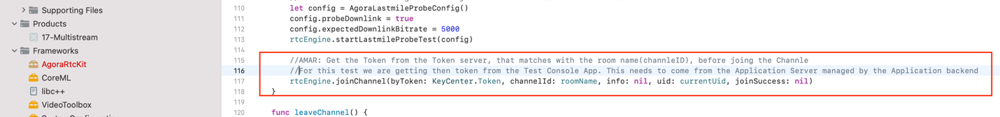 Supporting Files
Products
17-Multistream
Frameworks
AgoraRtcKit
CoreML
libc++
VideoToolbox
110 let config = AgoraLastmileProbeConfig()
111 config.probeDownlink = true
112 config.expectedDownlinkBitrate = 5000
113 rtcEngine.startLastmileProbeTest(config)
114
115 //AMAR: Get the Token from the Token server, that matches with the room name(channleID), before joing the Channle
116 //For this test we are getting then token from the Test Console App. This needs to come from the Application Server managed by the Application backend
117 rtcEngine.joinChannel(byToken: KeyCenter.Token, channelId: roomName, info: nil, uid: currentUid, joinSuccess: nil)
118 }
119
120 func leaveChannel() {